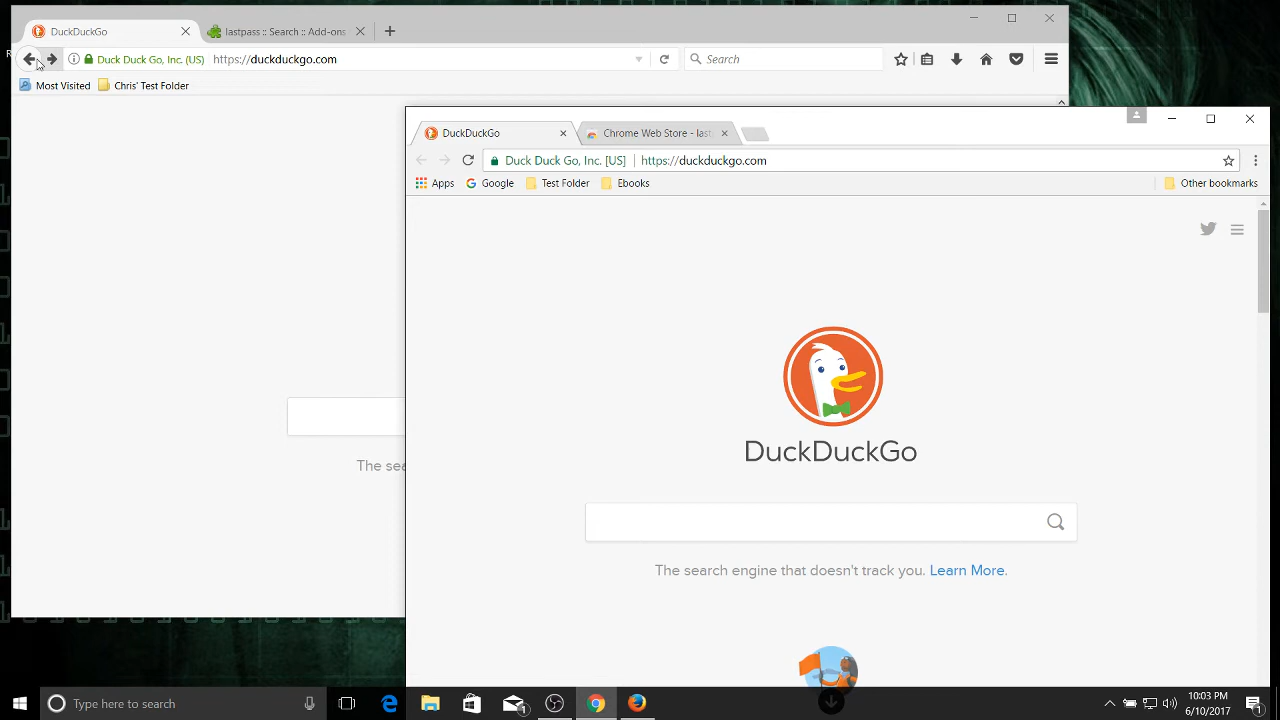 DuckDuckGo
lastpass :: Search :: Add-ons
Duck Duck Go, Inc. (US)
https://duckduckgo.com
Search
Most Visited
Chris' Test Folder
The sea
DuckDuckGo
Chrome Web Store - last
Duck Duck Go, Inc. [US]
https://duckduckgo.com
Apps
Google
Test Folder
Ebooks
Other bookmarks
DuckDuckGo
The search engine that doesn't track you. Learn More.
Type here to search
1
10:03 PM
6/10/2017
1